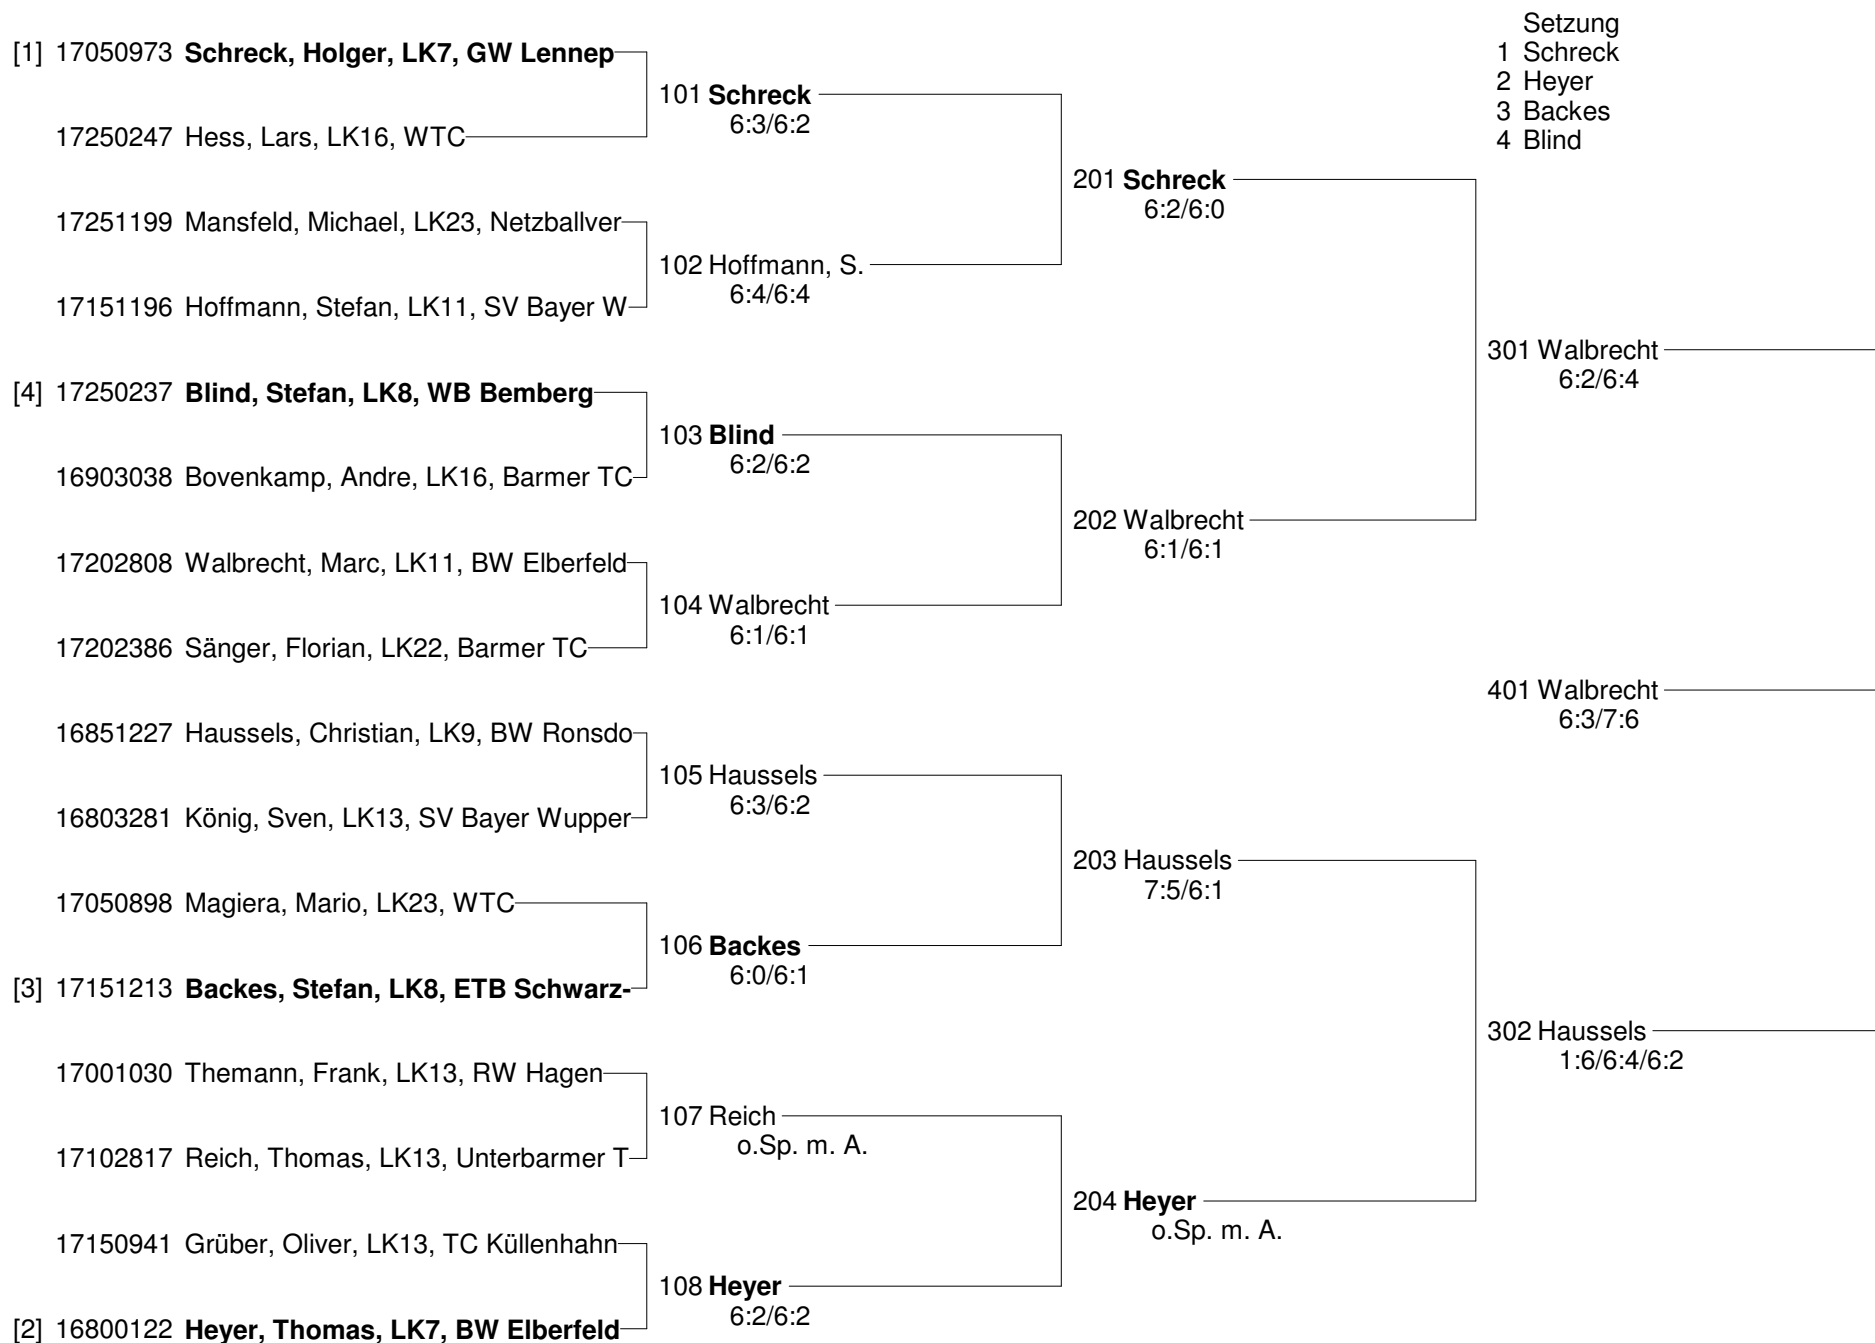 Setzung
1 Schreck
2 Heyer
3 Backes
4 Blind
[1] 17050973 Schreck, Holger, LK7, GW Lennep
101 Schreck
6:3/6:2
17250247 Hess, Lars, LK16, WTC
201 Schreck
6:2/6:0
17251199 Mansfeld, Michael, LK23, Netzballver
102 Hoffmann, S.
6:4/6:4
17151196 Hoffmann, Stefan, LK11, SV Bayer W
301 Walbrecht
6:2/6:4
[4] 17250237 Blind, Stefan, LK8, WB Bemberg
103 Blind
6:2/6:2
16903038 Bovenkamp, Andre, LK16, Barmer TC
202 Walbrecht
6:1/6:1
17202808 Walbrecht, Marc, LK11, BW Elberfeld
104 Walbrecht
6:1/6:1
17202386 Sänger, Florian, LK22, Barmer TC
401 Walbrecht
6:3/7:6
16851227 Haussels, Christian, LK9, BW Ronsdo
105 Haussels
6:3/6:2
16803281 König, Sven, LK13, SV Bayer Wupper
203 Haussels
7:5/6:1
17050898 Magiera, Mario, LK23, WTC
106 Backes
6:0/6:1
[3] 17151213 Backes, Stefan, LK8, ETB Schwarz-
302 Haussels
1:6/6:4/6:2
17001030 Themann, Frank, LK13, RW Hagen
107 Reich
o.Sp. m. A.
17102817 Reich, Thomas, LK13, Unterbarmer T
204 Heyer
o.Sp. m. A.
17150941 Grüber, Oliver, LK13, TC Küllenhahn
108 Heyer
6:2/6:2
[2] 16800122 Heyer, Thomas, LK7, BW Elberfeld